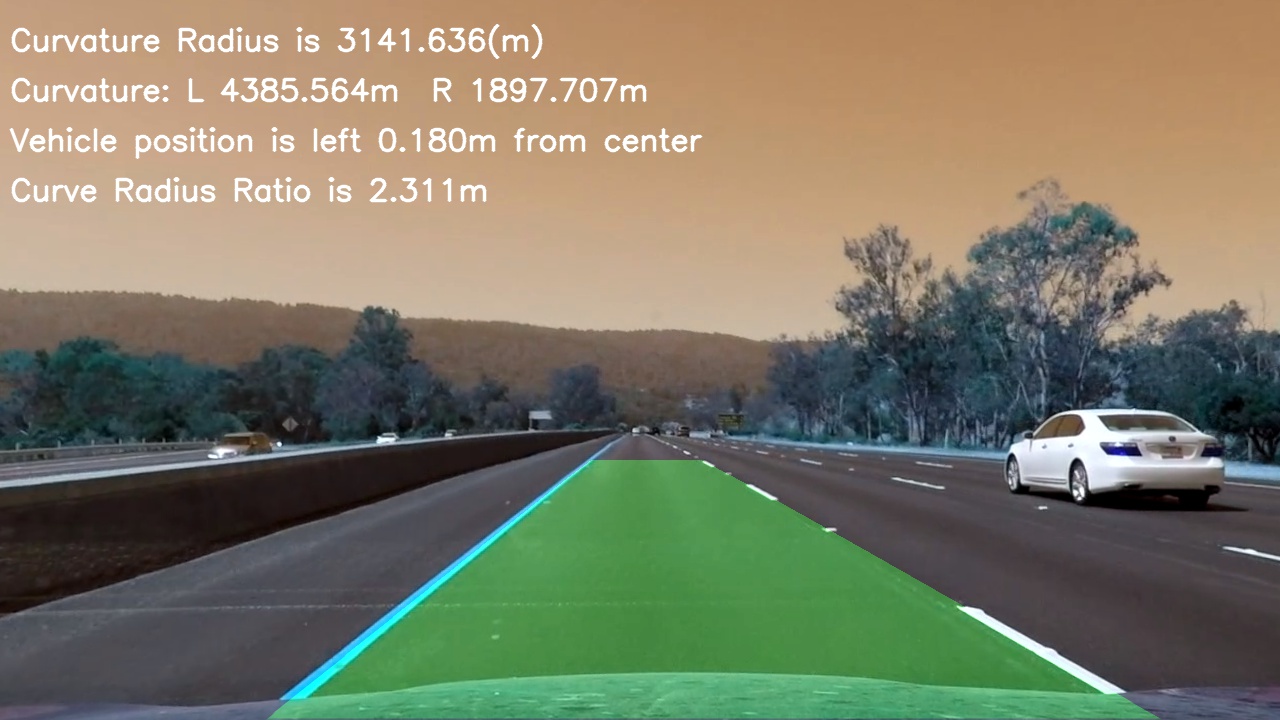 Curvature Radius is 3141.636(m)
Curvature: L 4385.564m R 1897.707m
Vehicle position is left 0.180m from center
Curve Radius Ratio is 2.311m